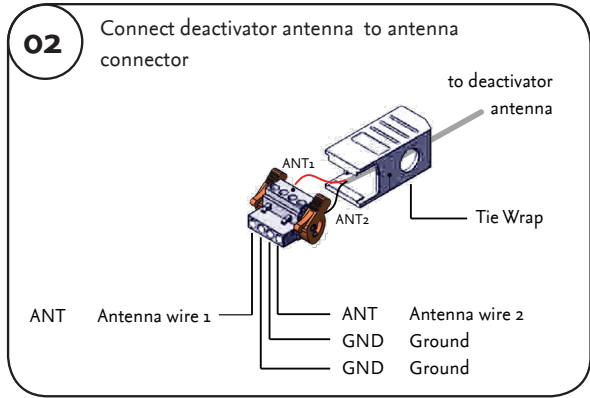 02
Connect deactivator antenna to antenna
connector
to deactivator
antenna
ANT1
ANT2
Tie Wrap
ANT Antenna wire 1
ANT Antenna wire 2
GND Ground
GND Ground